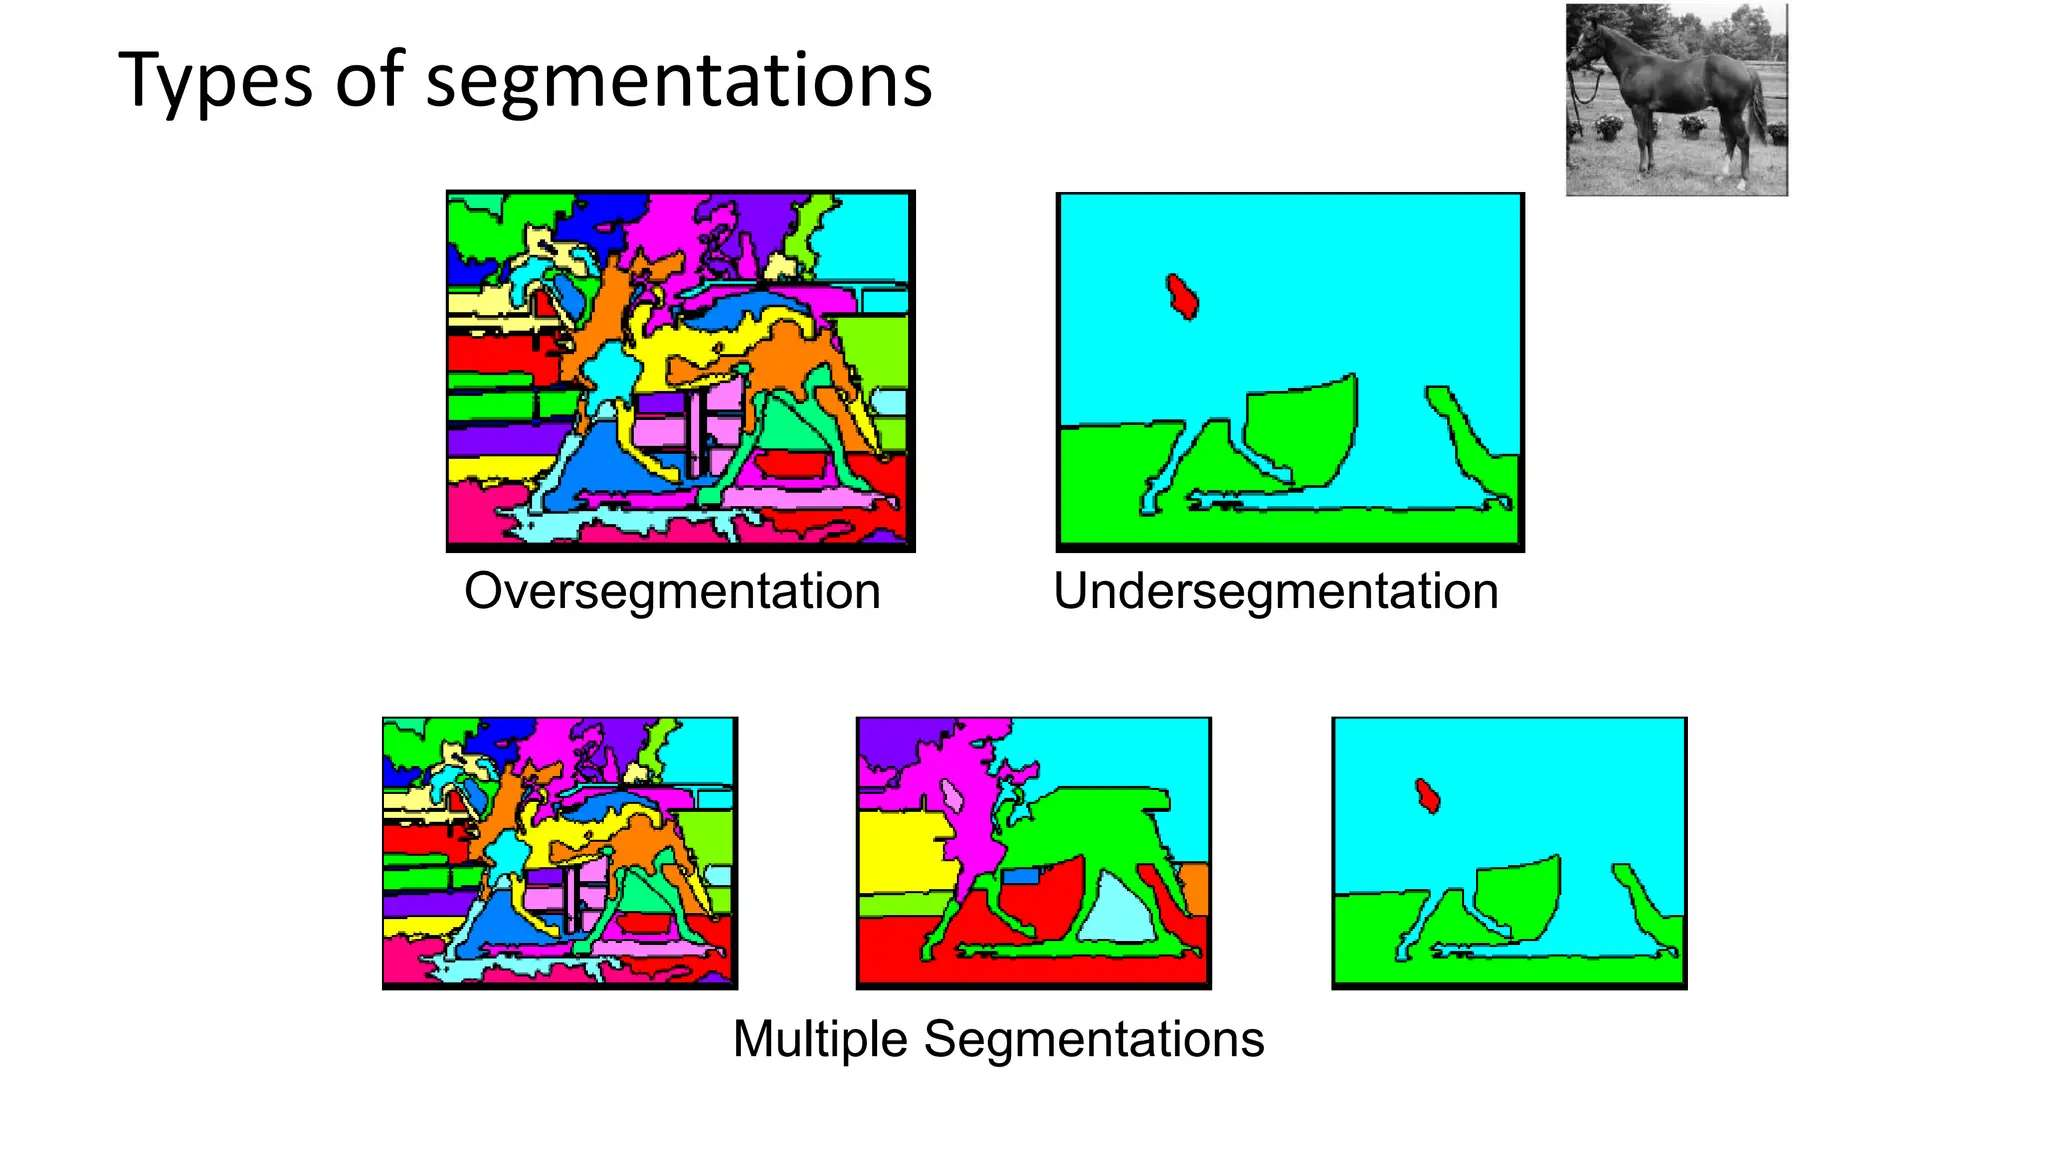 Types of segmentations
Oversegmentation
Undersegmentation
Multiple Segmentations